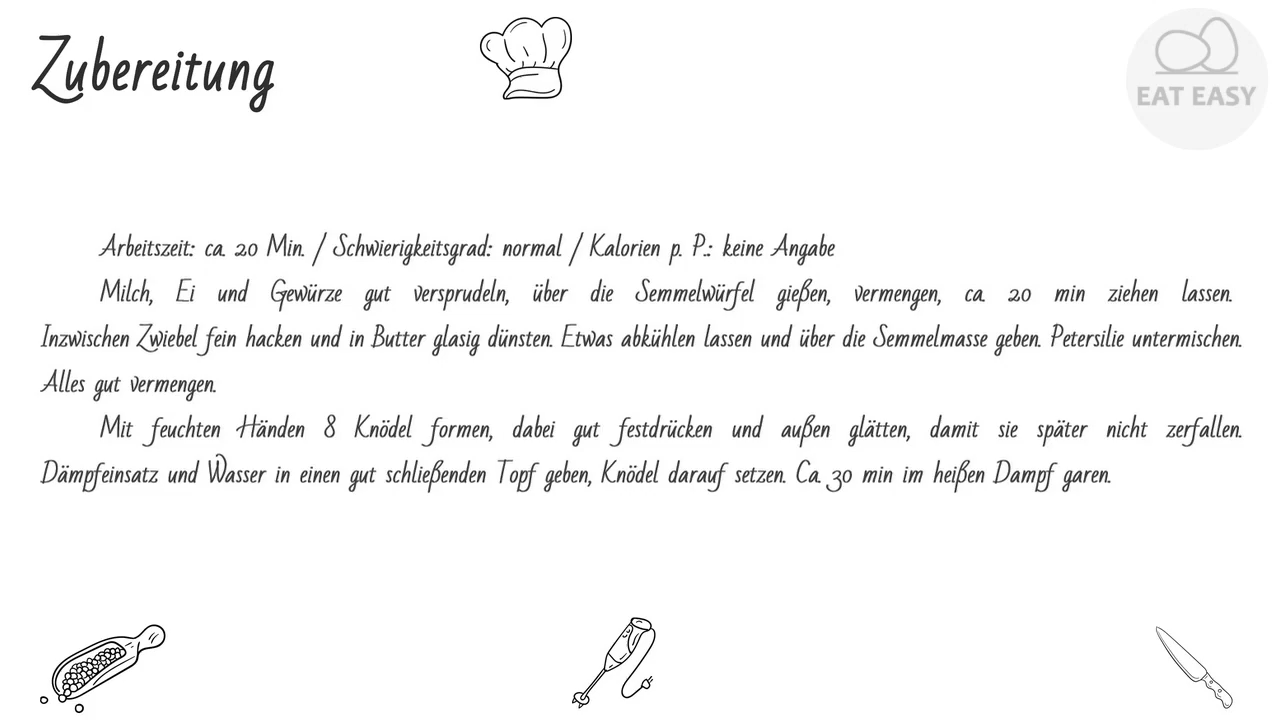 Zubereitung
EAT EASY
Arbeitszeit: ca. 20 Min. / Schwierigkeitsgrad: normal / Kalorien p. P.: keine Angabe
Milch, Ei und Gewürze gut versprudeln, über die Semmelwürfel gießen, vermengen, ca. 20 min ziehen lassen.
Inzwischen Zwiebel fein hacken und in Butter glasig dünsten. Etwas abkühlen lassen und über die Semmelmasse geben. Petersilie untermischen.
Alles gut vermengen.
Mit feuchten Händen 8 Knödel formen, dabei gut festdrücken und außen glätten, damit sie später nicht zerfallen.
Dämpfeinsatz und Wasser in einen gut schließenden Topf geben, Knödel darauf setzen. Ca. 30 min im heißen Dampf garen.